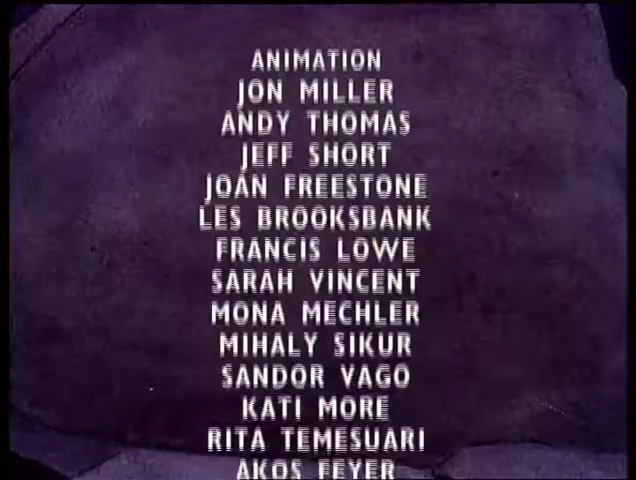 ANIMATION
JON MILLER
ANDY THOMAS
JEFF SHORT
JOAN FREESTONE
LES BROOKSBANK
FRANCIS LOWE
SARAH VINCENT
MONA MECHLER
MIHALY SIKUR
SANDOR VAGO
KATI MORE
RITA TEMESUARI
AKOS FEYER